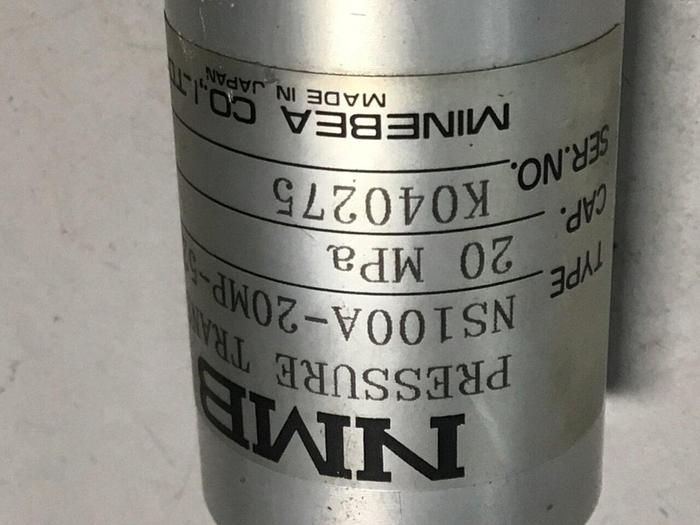 NMB
PRESSURE TRAN
TYPE NS100A-20MP-5
CAP. 20 MPa
SER.NO. K040275
MINEBEA CO.,LTD
MADE IN JAPAN